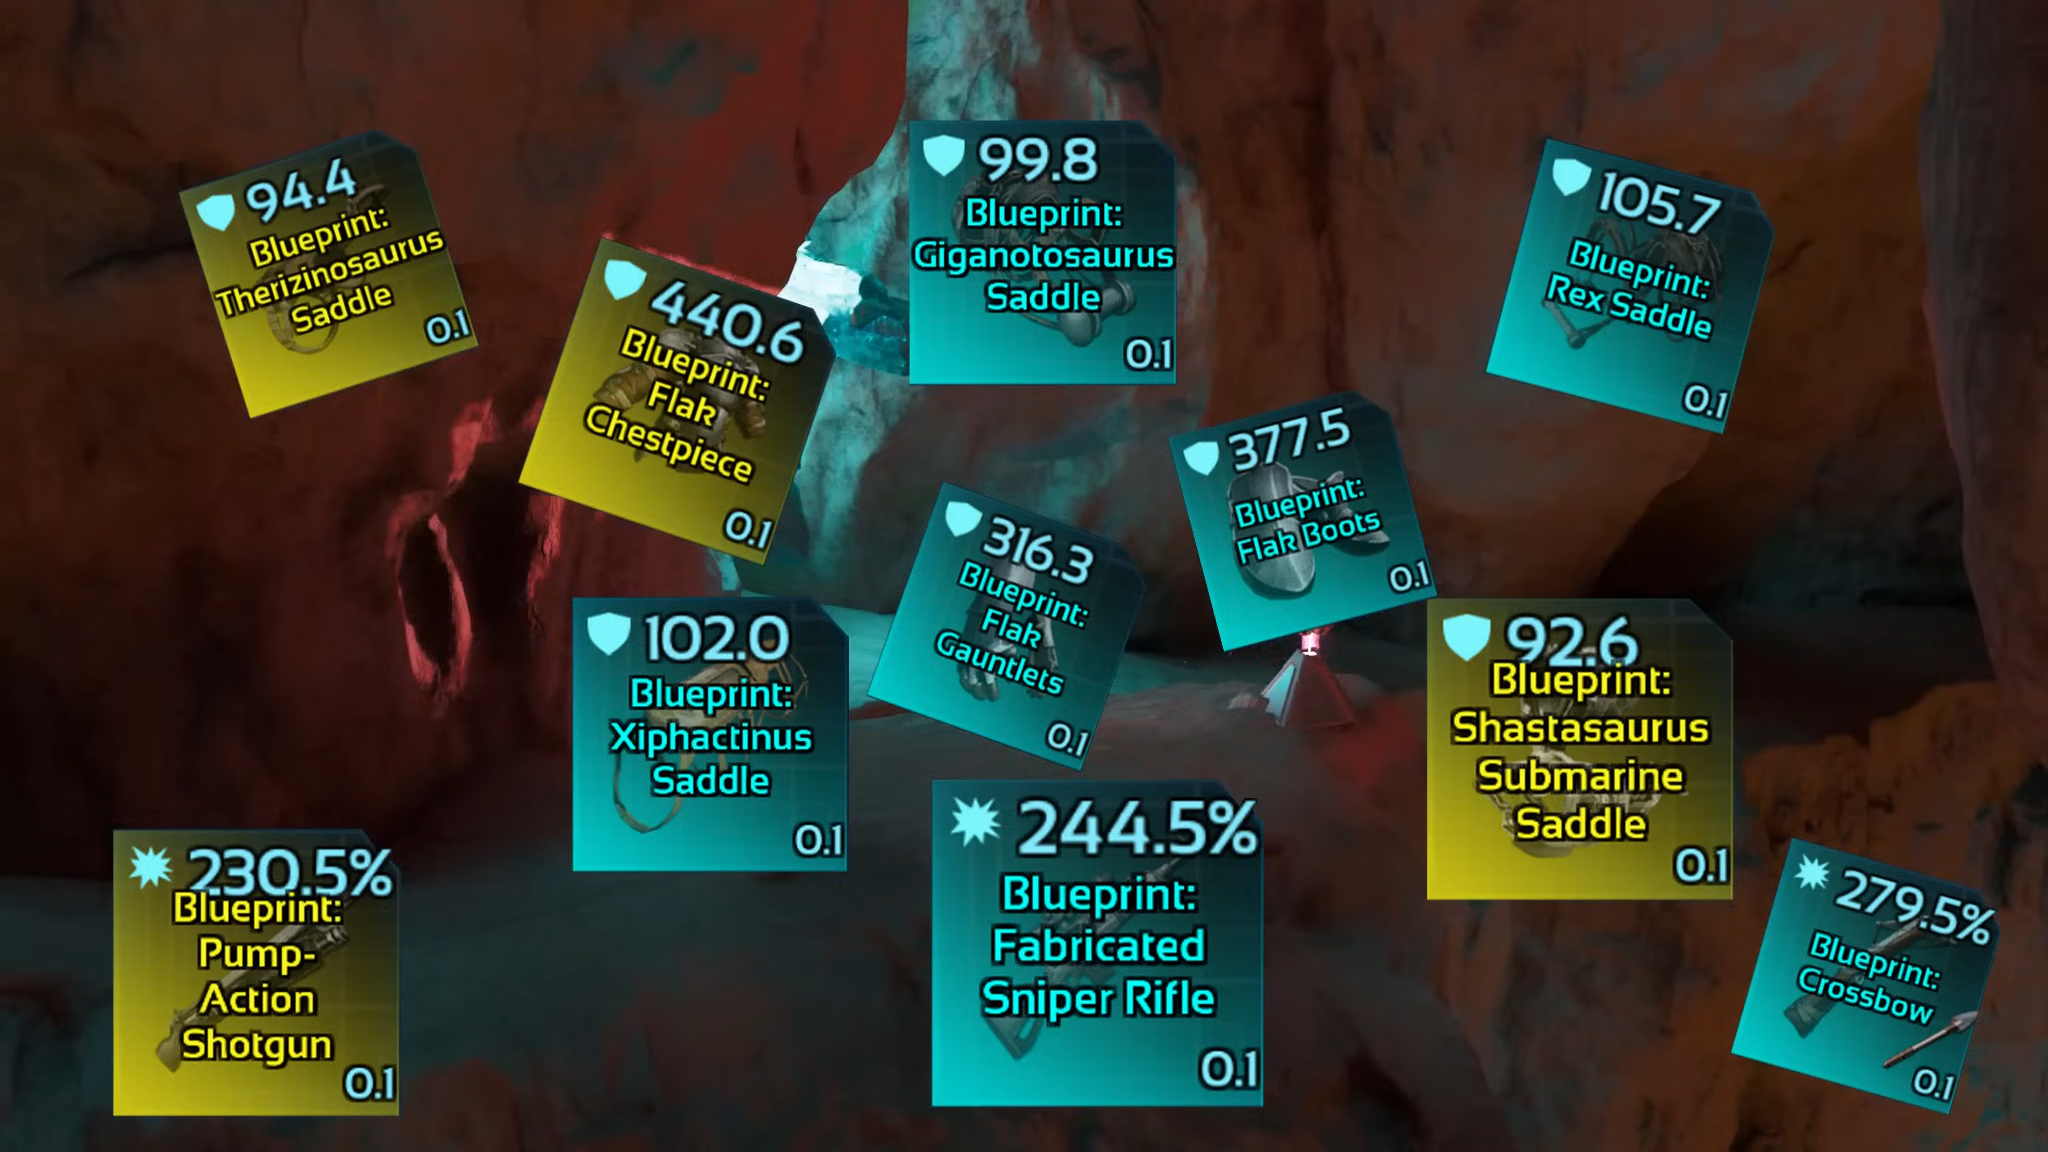 94.4
Blueprint:
Therizinosaurus
Saddle
0.1
440.6
Blueprint:
Flak
Chestpiece
0.1
99.8
Blueprint:
Giganotosaurus
Saddle
0.1
105.7
Blueprint:
Rex Saddle
0.1
377.5
Blueprint:
Flak Boots
0.1
316.3
Blueprint:
Flak
Gauntlets
0.1
102.0
Blueprint:
Xiphactinus
Saddle
0.1
92.6
Blueprint:
Shastasaurus
Submarine
Saddle
0.1
230.5%
Blueprint:
Pump-
Action
Shotgun
0.1
244.5%
Blueprint:
Fabricated
Sniper Rifle
0.1
279.5%
Blueprint:
Crossbow
0.1